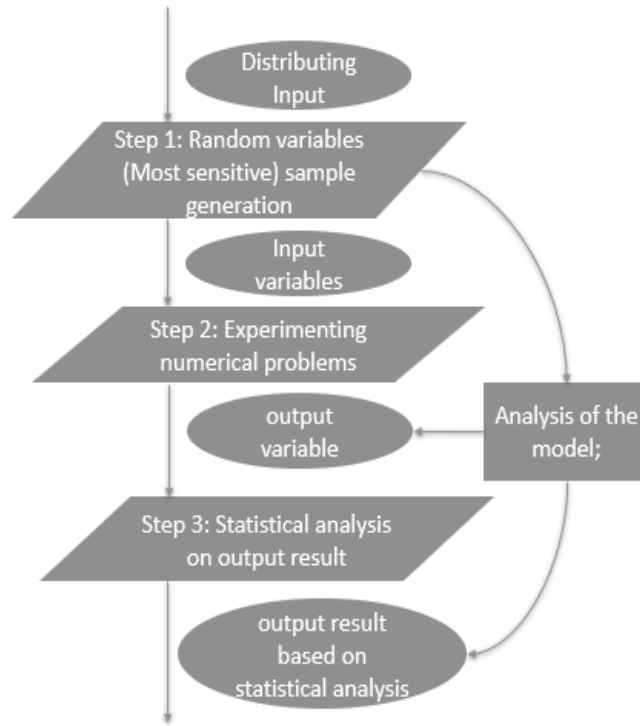 Distributing
Input
Step 1: Random variables
(Most sensitive) sample
generation
Input
variables
Step 2: Experimenting
numerical problems
output
variable
Analysis of the
model;
Step 3: Statistical analysis
on output result
output result
based on
statistical analysis